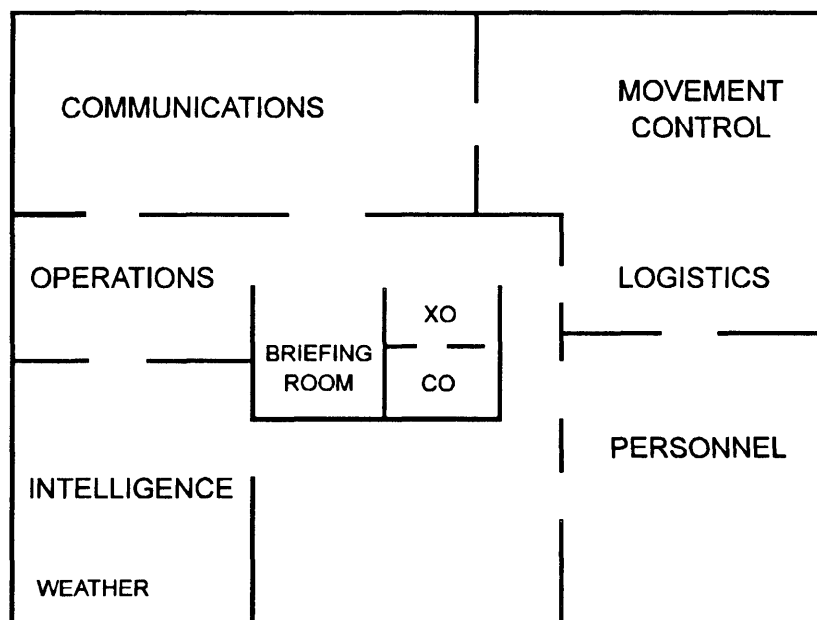 COMMUNICATIONS
MOVEMENT
CONTROL
OPERATIONS
XO
LOGISTICS
BRIEFING
ROOM
CO
PERSONNEL
INTELLIGENCE
WEATHER